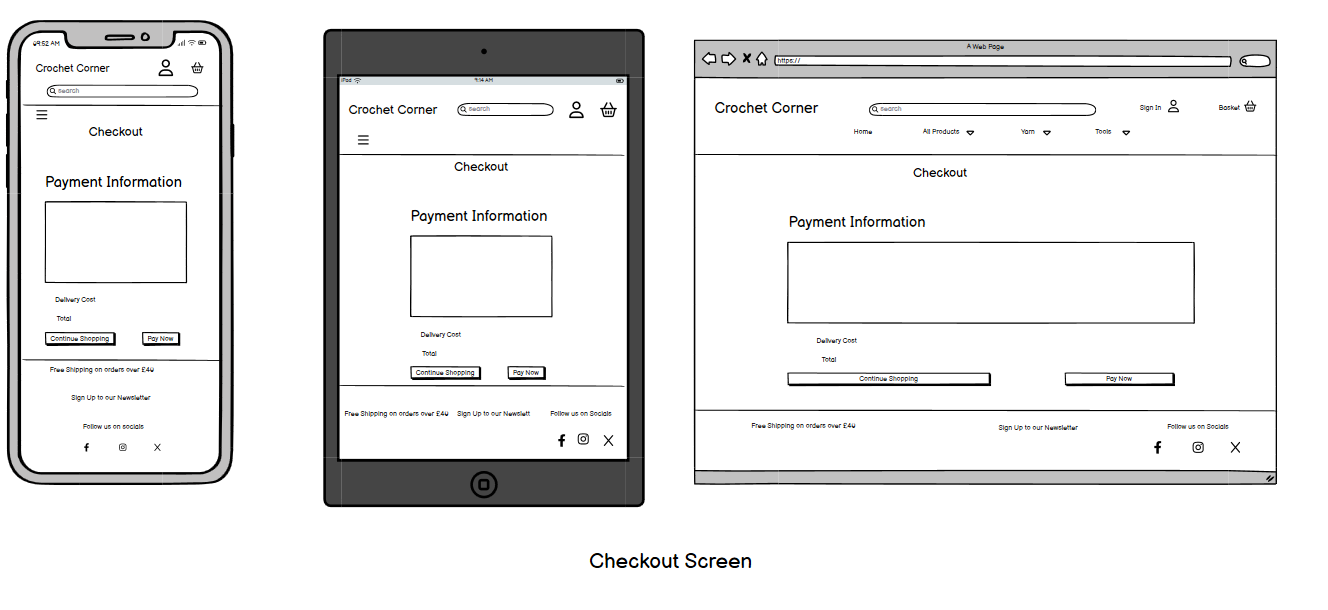 09:52 AM
Crochet Corner
search
Checkout
Payment Information
Delivery Cost
Total
Continue Shopping
Pay Now
Free Shipping on orders over £40
Sign Up to our Newsletter
Follow us on socials
iPad
9:14 AM
Crochet Corner
search
Checkout
Payment Information
Delivery Cost
Total
Continue Shopping
Pay Now
Free Shipping on orders over £40
Sign Up to our Newslett
Follow us on Socials
A Web Page
https://
Crochet Corner
search
Sign In
Basket
Home
All Products
Yarn
Tools
Checkout
Payment Information
Delivery Cost
Total
Continue Shopping
Pay Now
Free Shipping on orders over £40
Sign Up to our Newsletter
Follow us on Socials
Checkout Screen